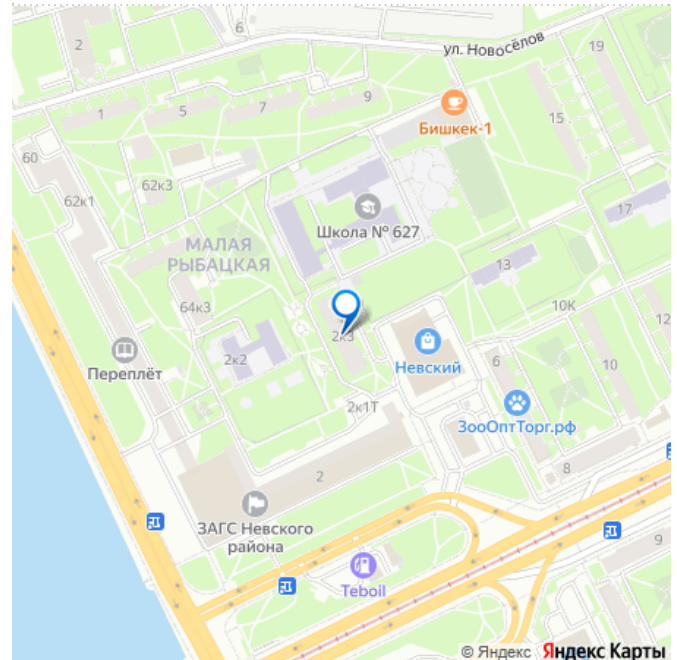 6
2
ул. Новосёлов
19
1
5
7
9
Бишкек-1
15
60
62к1
62к3
Школа № 627
17
МАЛАЯ
РЫБАЦКАЯ
13
64к3
10К
12
2к3
Переплёт
2к2
Невский
6
10
2к1Т
ЗооОптТорг.рф
8
2
ЗАГС Невского
района
9
Teboil
© Яндекс Яндекс Карты